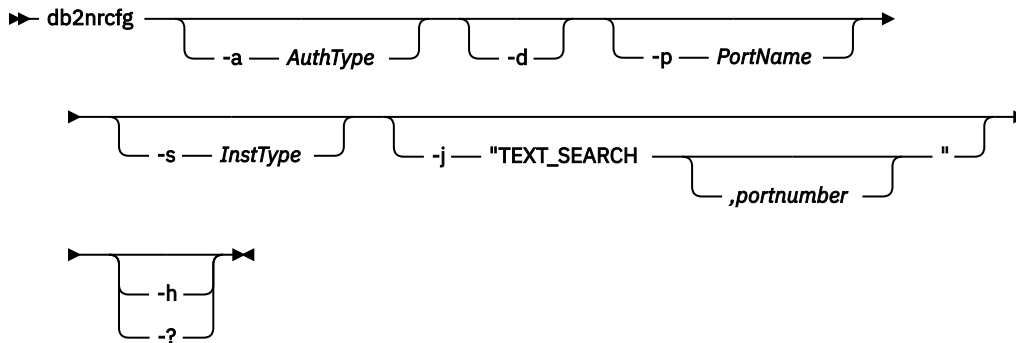 db2nrcfg
-a AuthType -d -p PortName
-s InstType -j "TEXT_SEARCH "
,portnumber
-h
-?